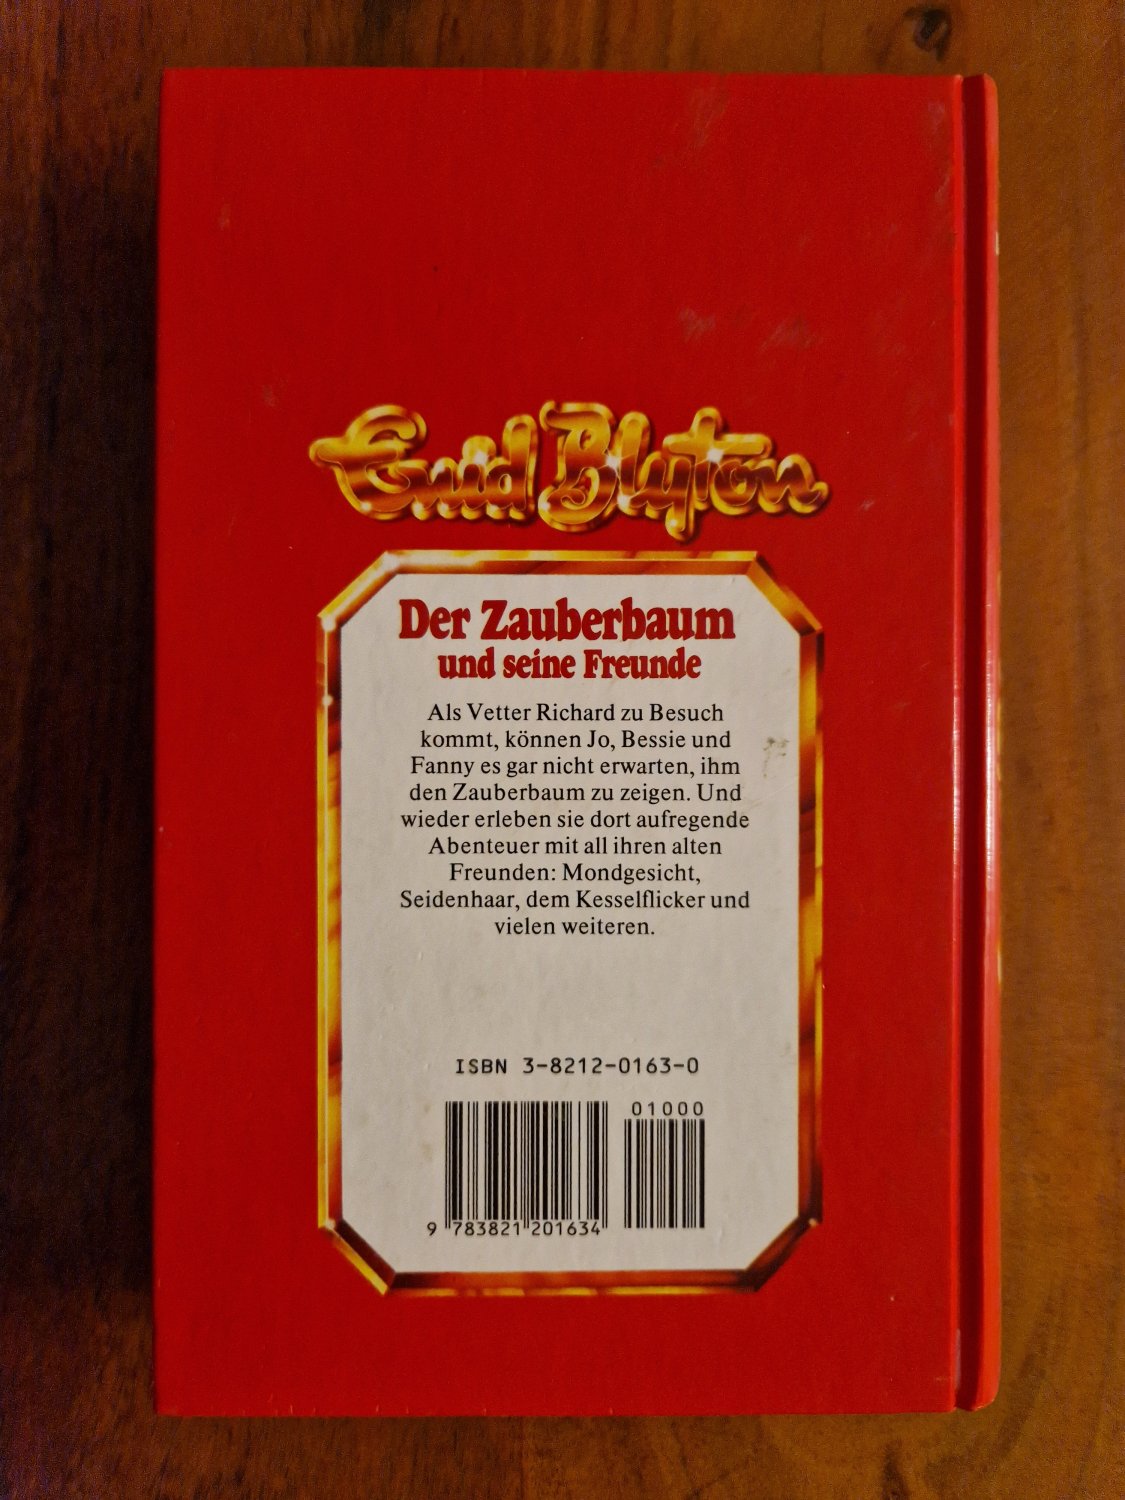 Enid Blyton
Der Zauberbaum
und seine Freunde
Als Vetter Richard zu Besuch
kommt, können Jo, Bessie und
Fanny es gar nicht erwarten, ihm
den Zauberbaum zu zeigen. Und
wieder erleben sie dort aufregende
Abenteuer mit all ihren alten
Freunden: Mondgesicht,
Seidenhaar, dem Kesselflicker und
vielen weiteren.
ISBN 3-8212-0163-0
01000
9 783821 201634